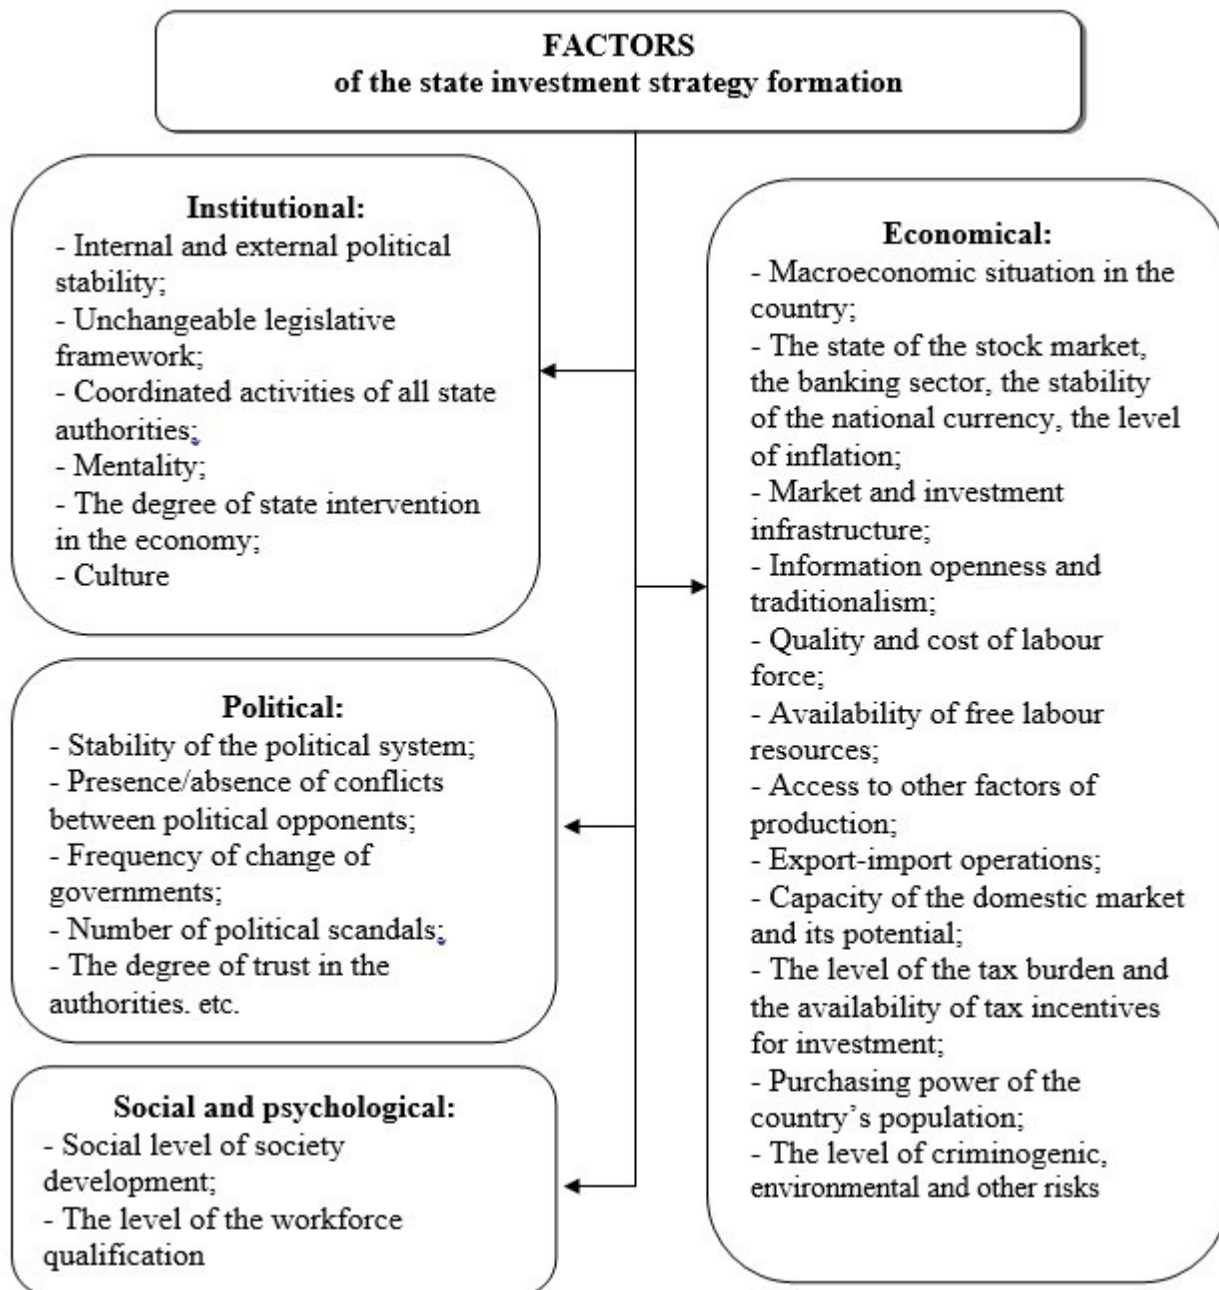 FACTORS
of the state investment strategy formation
Institutional:
- Internal and external political
stability;
- Unchangeable legislative
framework;
- Coordinated activities of all state
authorities;
- Mentality;
- The degree of state intervention
in the economy;
- Culture
Political:
- Stability of the political system;
- Presence/absence of conflicts
between political opponents;
- Frequency of change of
governments;
- Number of political scandals;
- The degree of trust in the
authorities. etc.
Social and psychological:
- Social level of society
development;
- The level of the workforce
qualification
Economical:
- Macroeconomic situation in the
country;
- The state of the stock market,
the banking sector, the stability
of the national currency, the level
of inflation;
- Market and investment
infrastructure;
- Information openness and
traditionalism;
- Quality and cost of labour
force;
- Availability of free labour
resources;
- Access to other factors of
production;
- Export-import operations;
- Capacity of the domestic market
and its potential;
- The level of the tax burden and
the availability of tax incentives
for investment;
- Purchasing power of the
country’s population;
- The level of criminogenic,
environmental and other risks